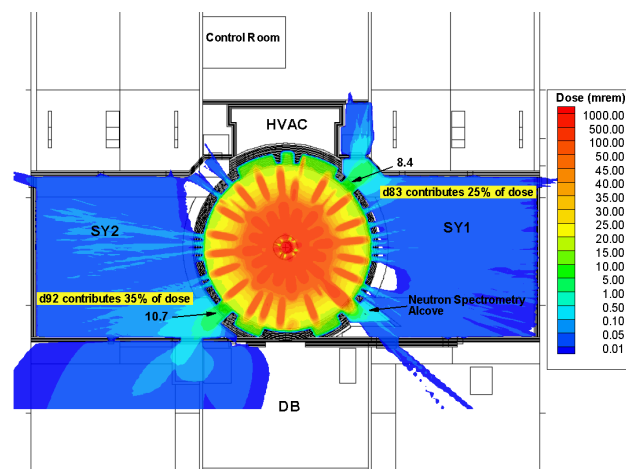 Control Room
HVAC
Dose (mrem)
1000.00
500.00
100.00
50.00
45.00
40.00
35.00
30.00
25.00
20.00
15.00
10.00
5.00
1.00
0.50
0.10
0.05
0.01
8.4
d83 contributes 25% of dose
SY2
SY1
d92 contributes 35% of dose
10.7
Neutron Spectrometry
Alcove
DB